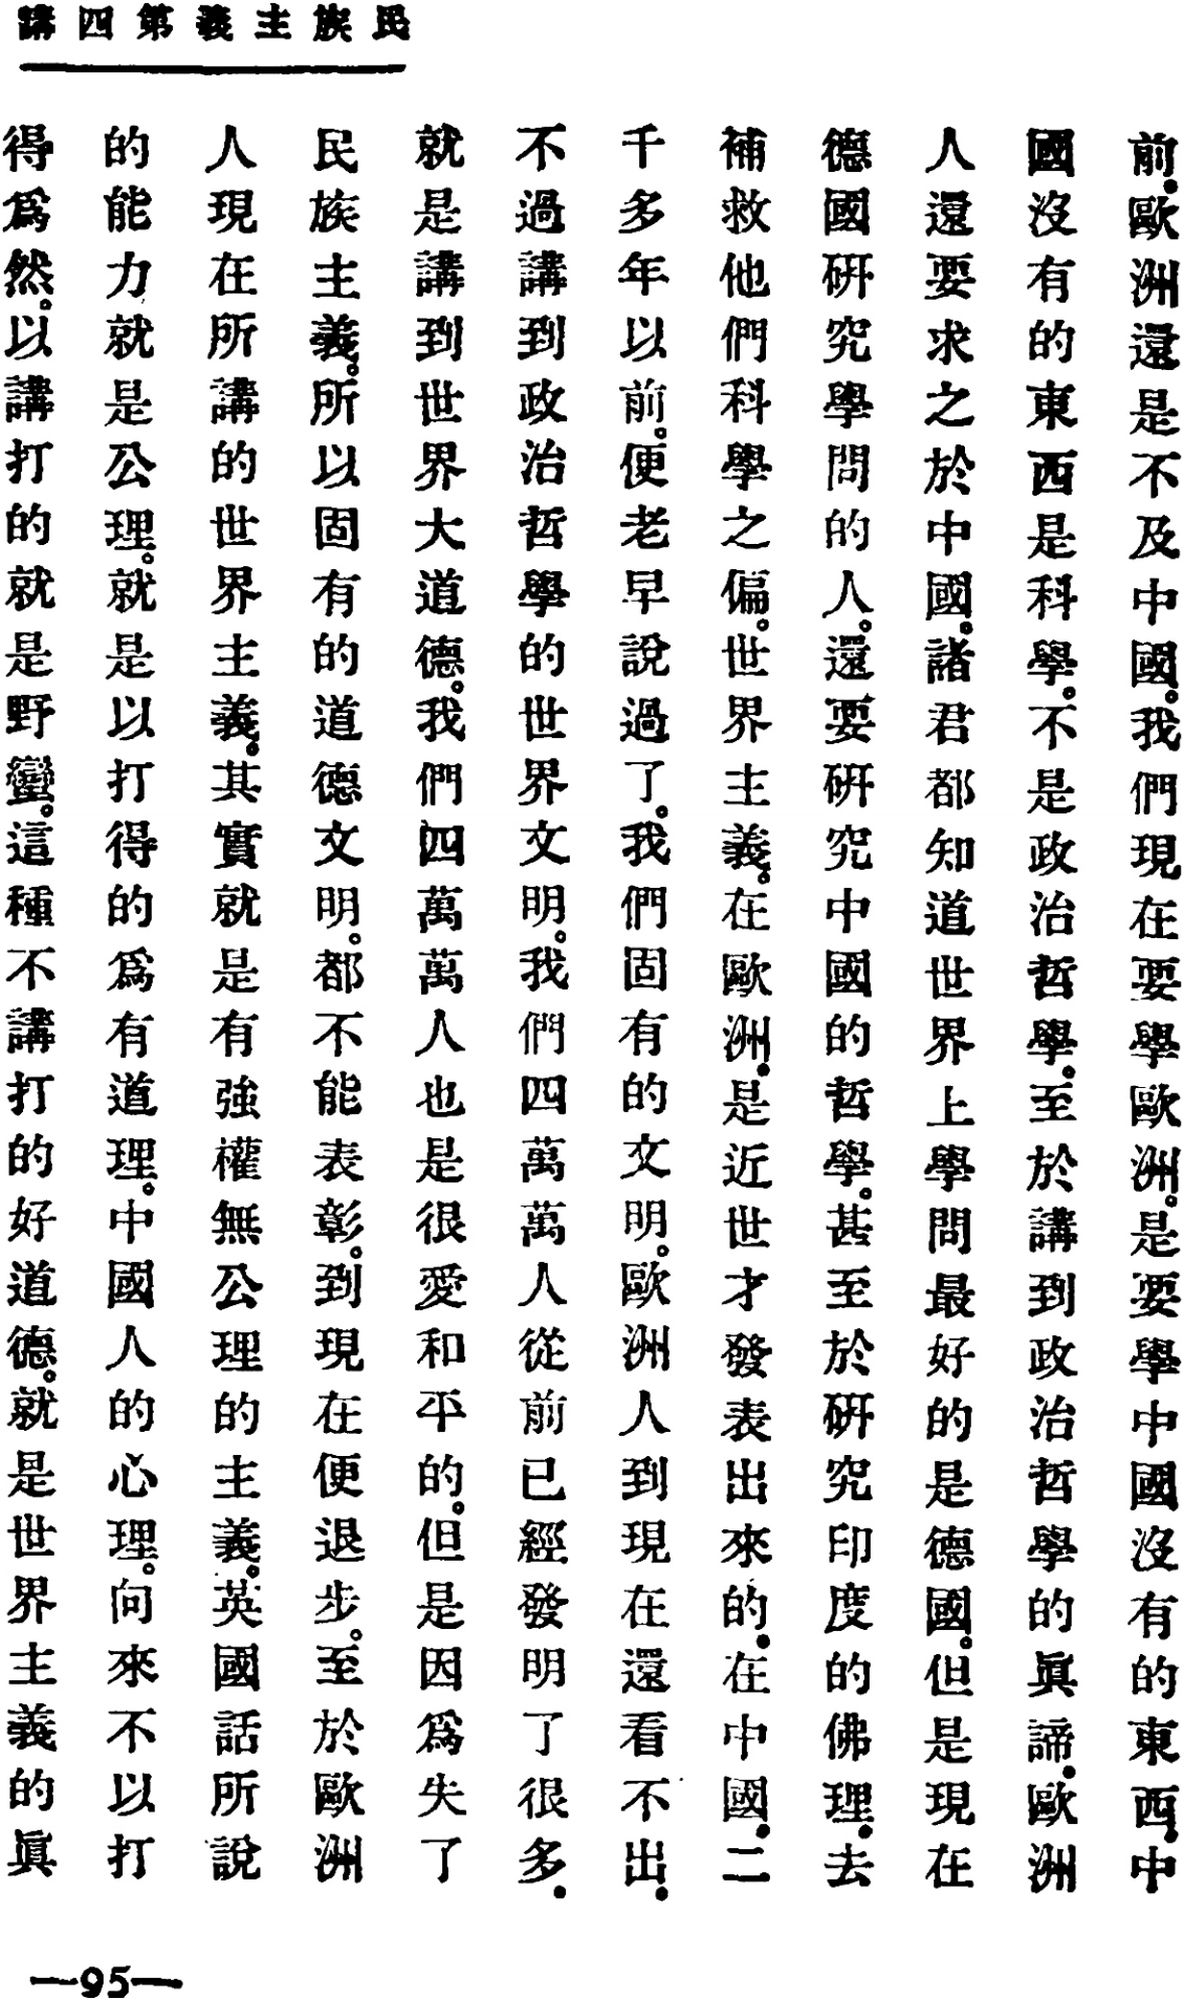 民族主義第四講
前.歐洲還是不及中國。我們現在要學歐洲。是要學中國沒有的東西.中
國沒有的東西是科學。不是政治哲學。至於講到政治哲學的眞諦.歐洲
人還要求之於中國。諸君都知道世界上學問最好的是德國。但是現在
德國硏究學問的人。還要硏究中國的哲學。甚至於硏究印度的佛理.去
補救他們科學之偏。世界主義。在歐洲.是近世才發表出來的.在中國.二
千多年以前。便老早說過了。我們固有的文明。歐洲人到現在還看不出.
不過講到政治哲學的世界文明。我們四萬萬人從前已經發明了很多.
就是講到世界大道德。我們四萬萬人也是很愛和平的。但是因爲失了
民族主義。所以固有的道德文明。都不能表彰。到現在便退步。至於歐洲
人現在所講的世界主義。其實就是有強權無公理的主義。英國話所說
的能力就是公理。就是以打得的爲有道理。中國人的心理。向來不以打
得爲然。以講打的就是野蠻。這種不講打的好道德。就是世界主義的眞
—95—